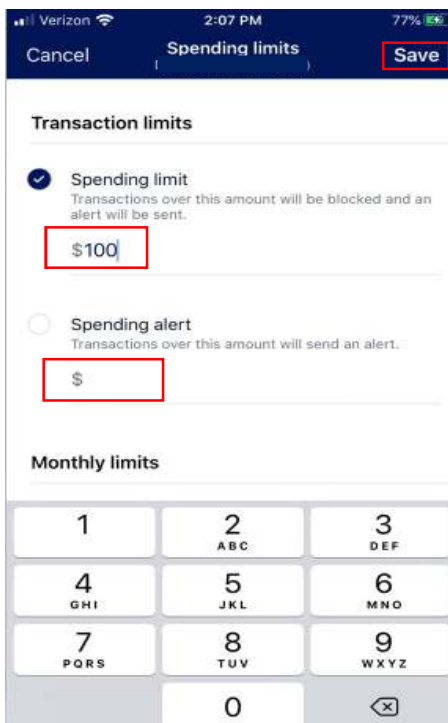 Verizon 2:07 PM 77%
Cancel Spending limits Save
Transaction limits
Spending limit
Transactions over this amount will be blocked and an
alert will be sent.
$100
Spending alert
Transactions over this amount will send an alert.
$
Monthly limits
1 2 3
ABC DEF
4 5 6
GHI JKL MNO
7 8 9
PQRS TUV WXYZ
0